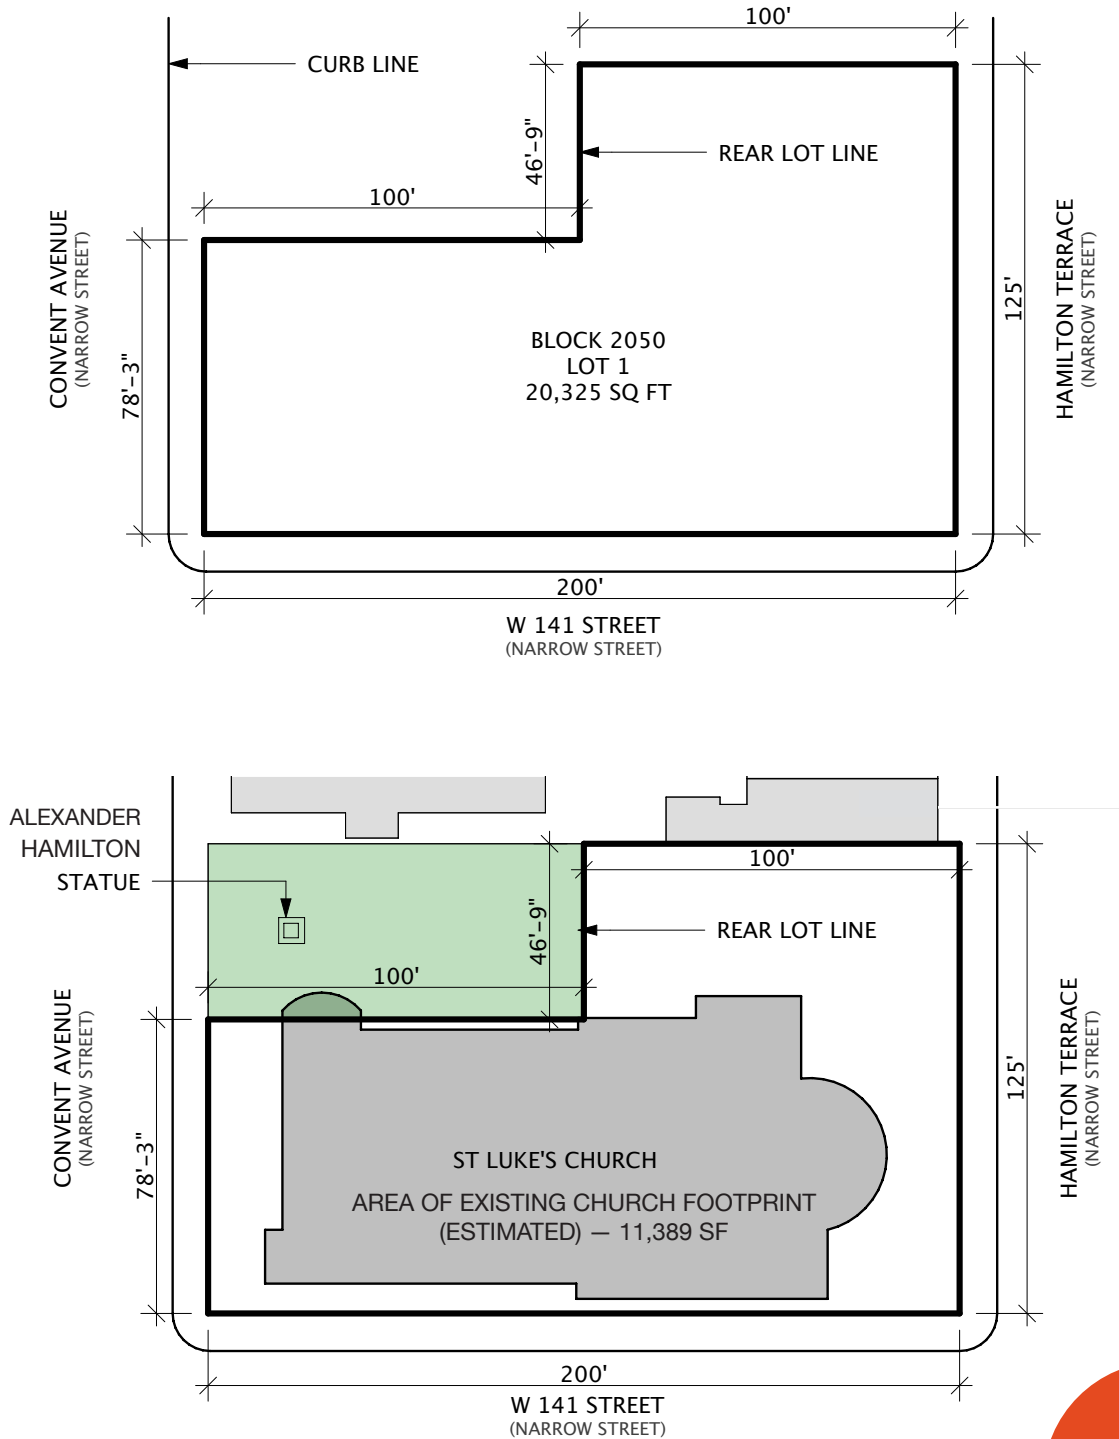 100'
CURB LINE
46'-9"
REAR LOT LINE
100'
CONVENT AVENUE
(NARROW STREET)
HAMILTON TERRACE
(NARROW STREET)
125'
78'-3"
BLOCK 2050
LOT 1
20,325 SQ FT
200'
W 141 STREET
(NARROW STREET)
ALEXANDER
HAMILTON
STATUE
100'
46'-9"
REAR LOT LINE
100'
CONVENT AVENUE
(NARROW STREET)
HAMILTON TERRACE
(NARROW STREET)
125'
78'-3"
ST LUKE'S CHURCH
AREA OF EXISTING CHURCH FOOTPRINT
(ESTIMATED) — 11,389 SF
200'
W 141 STREET
(NARROW STREET)